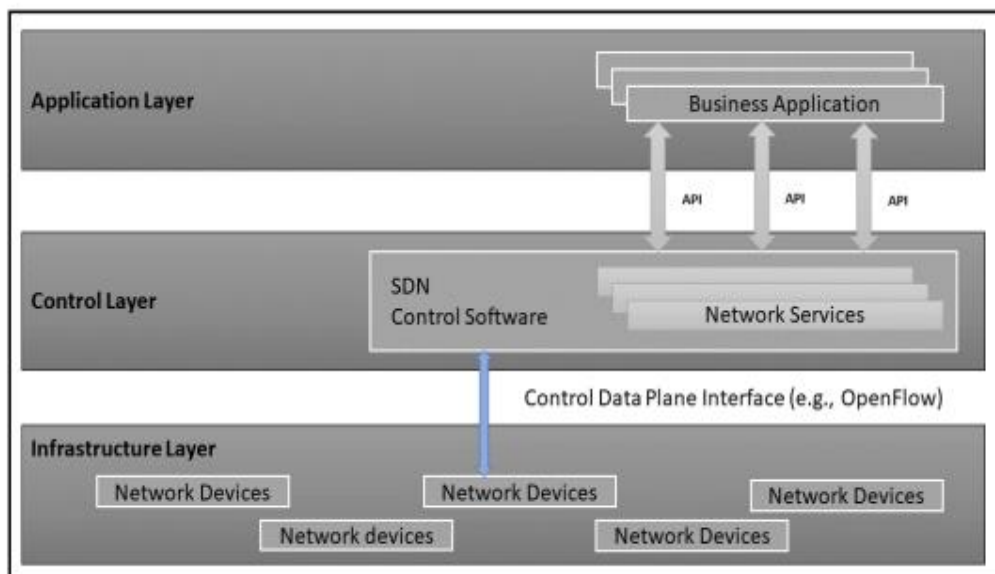 Application Layer
Business Application
API
API
API
Control Layer
SDN
Control Software
Network Services
Control Data Plane Interface (e.g., OpenFlow)
Infrastructure Layer
Network Devices
Network Devices
Network Devices
Network devices
Network Devices